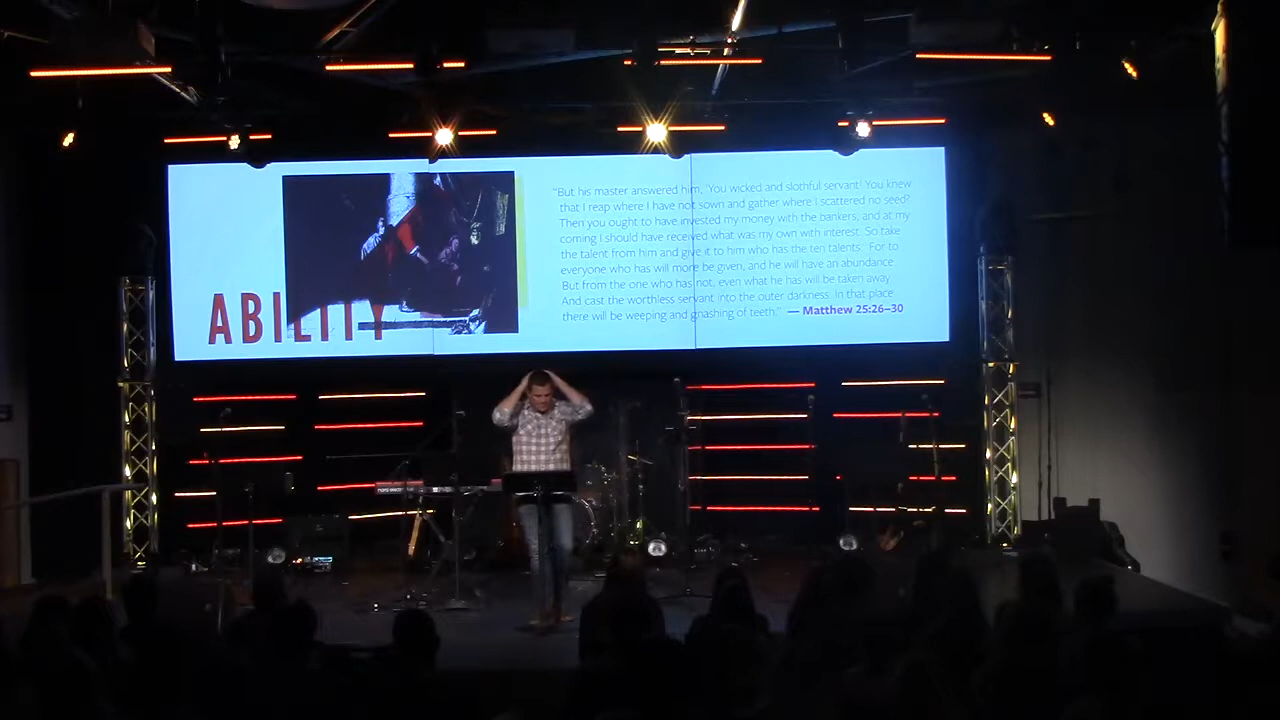 ABILITY
"But his master answered him, 'You wicked and slothful servant! You knew
that I reap where I have not sown and gather where I scattered no seed?
Then you ought to have invested my money with the bankers, and at my
coming I should have received what was my own with interest. So take
the talent from him and give it to him who has the ten talents. For to
everyone who has will more be given, and he will have an abundance.
But from the one who has not, even what he has will be taken away.
And cast the worthless servant into the outer darkness. In that place
there will be weeping and gnashing of teeth.' — Matthew 25:26–30